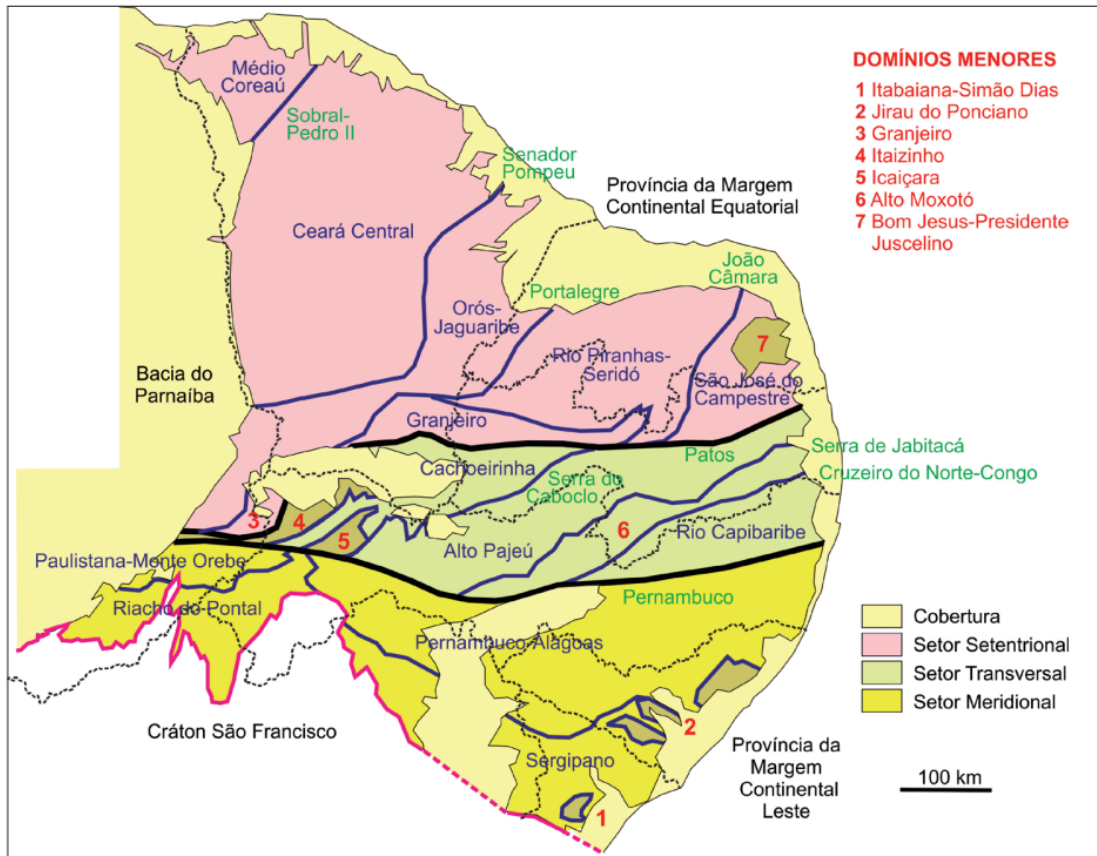 Médio
Coreaú
Sobral-
Pedro II
Senador
Pompeu
Ceará Central
Província da Margem
Continental Equatorial
João
Câmara
Portalegre
Orós-
Jaguaribe
Rio Piranhas-
Seridó
7
São José do
Campestre
Bacia do
Parnaíba
Granjeiro
Patos
Serra de Jabitacá
Cachoeirinha
Serra do
Caboclo
Cruzeiro do Norte-Congo
3
4
5
6
Rio Capibaribe
Alto Pajeú
Paulistana-Monte Orebe
Riacho do Pontal
Pernambuco
Pernambuco-Alagoas
Cráton São Francisco
2
Sergipano
1
Província da
Margem
Continental
Leste
DOMÍNIOS MENORES
1 Itabaiana-Simão Dias
2 Jirau do Ponciano
3 Granjeiro
4 Itaizinho
5 Icaiçara
6 Alto Moxotó
7 Bom Jesus-Presidente
Juscelino
Cobertura
Setor Setentrional
Setor Transversal
Setor Meridional
100 km